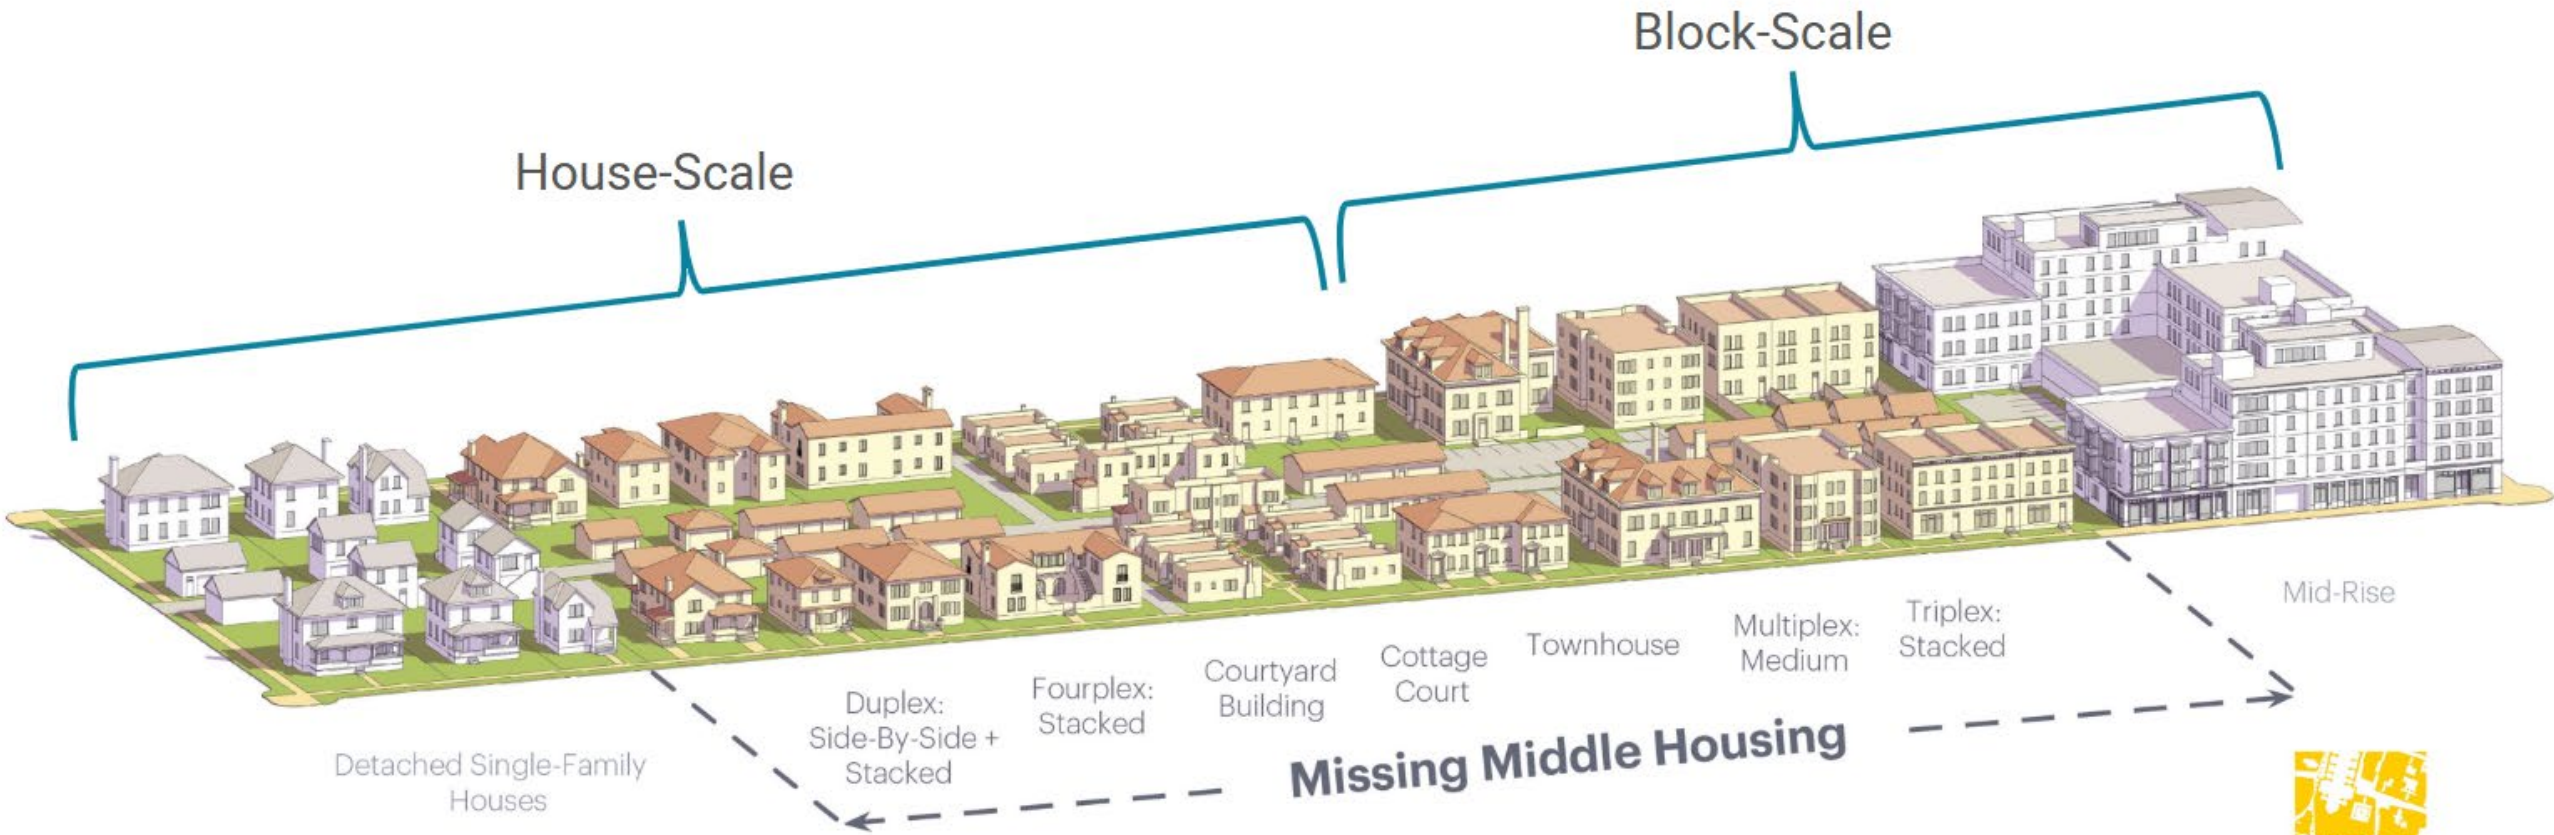 Block-Scale
House-Scale
Detached Single-Family
Houses
Duplex:
Side-By-Side +
Stacked
Fourplex:
Stacked
Courtyard
Building
Cottage
Court
Townhouse
Multiplex:
Medium
Triplex:
Stacked
Mid-Rise
Missing Middle Housing